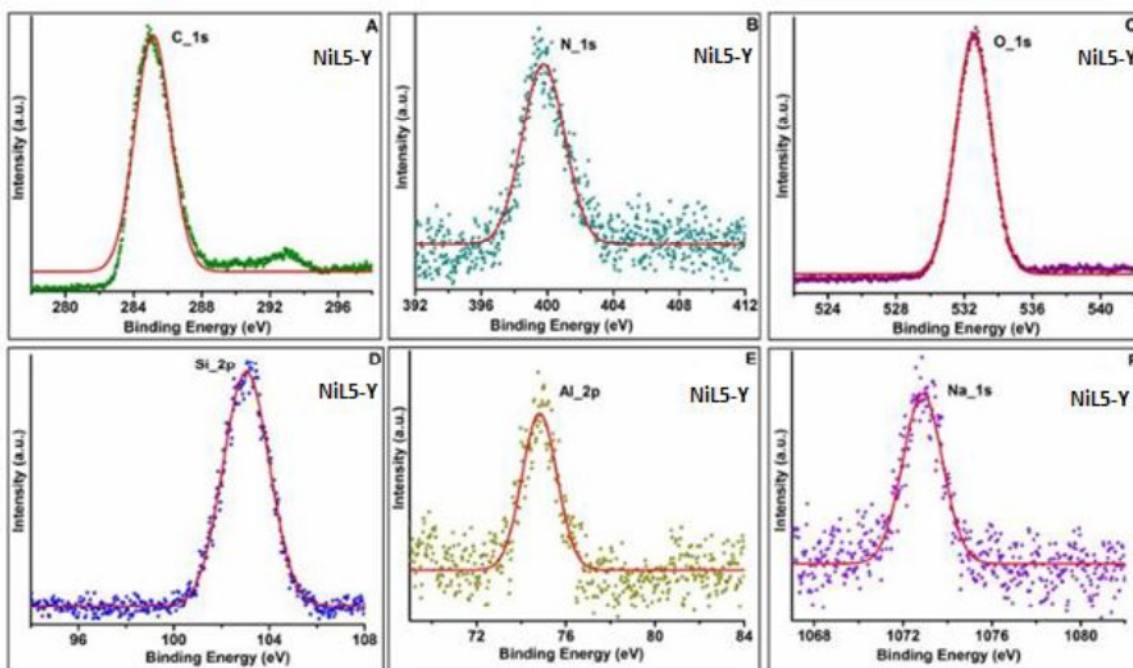 A
C_1s
NiL5-Y
Intensity (a.u.)
280 284 288 292 296
Binding Energy (eV)
B
N_1s
NiL5-Y
Intensity (a.u.)
392 396 400 404 408 412
Binding Energy (eV)
O_1s
NiL5-Y
Intensity (a.u.)
524 528 532 536 540
Binding Energy (eV)
D
Si_2p
NiL5-Y
Intensity (a.u.)
96 100 104 108
Binding Energy (eV)
E
Al_2p
NiL5-Y
Intensity (a.u.)
72 76 80 84
Binding Energy (eV)
Na_1s
NiL5-Y
Intensity (a.u.)
1068 1072 1076 1080
Binding Energy (eV)